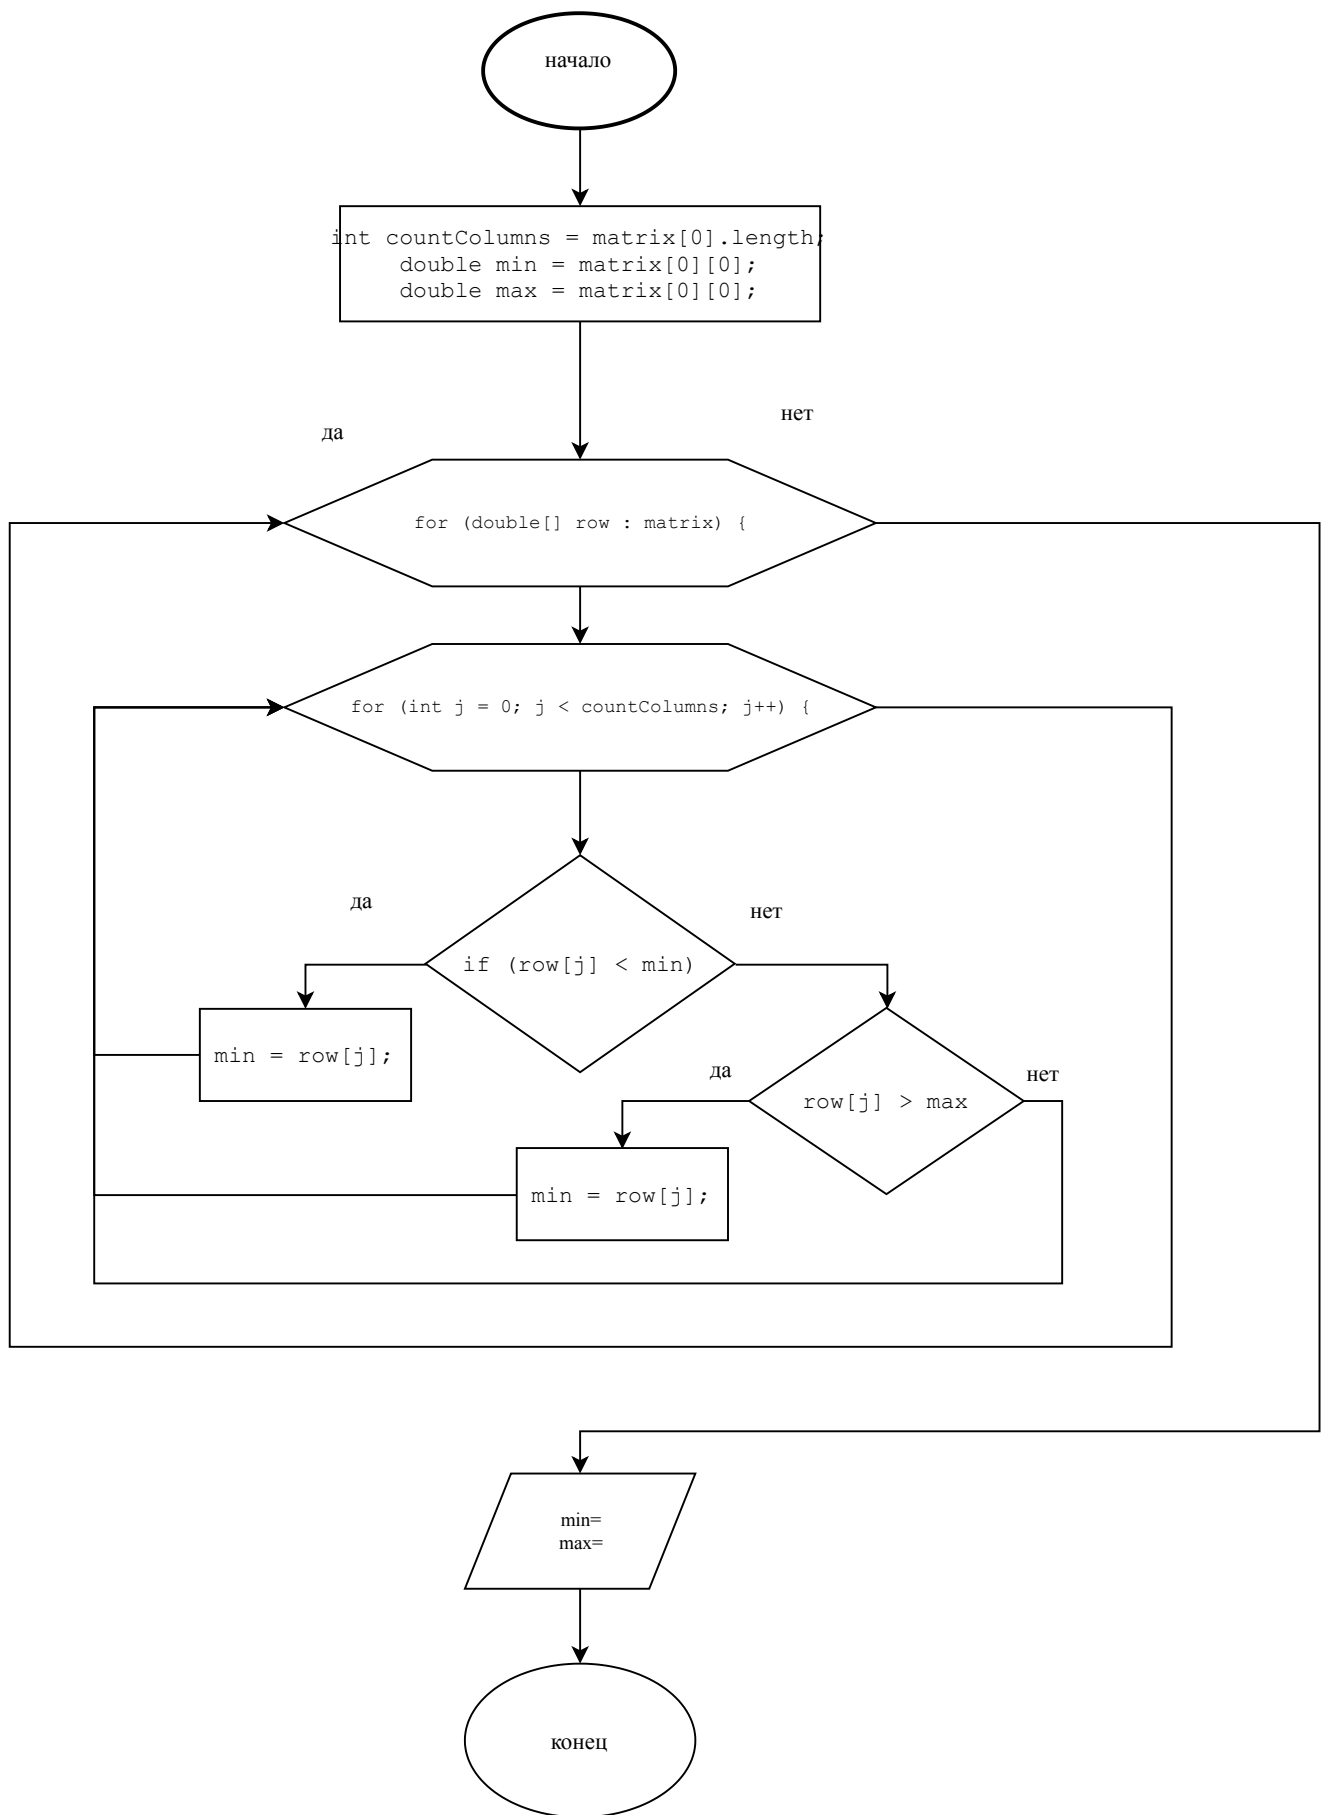 начало
int countColumns = matrix[0].length;
double min = matrix[0][0];
double max = matrix[0][0];
да
нет
for (double[] row : matrix) {
for (int j = 0; j < countColumns; j++) {
да
нет
if (row[j] < min)
min = row[j];
да
нет
row[j] > max
min = row[j];
min=
max=
конец